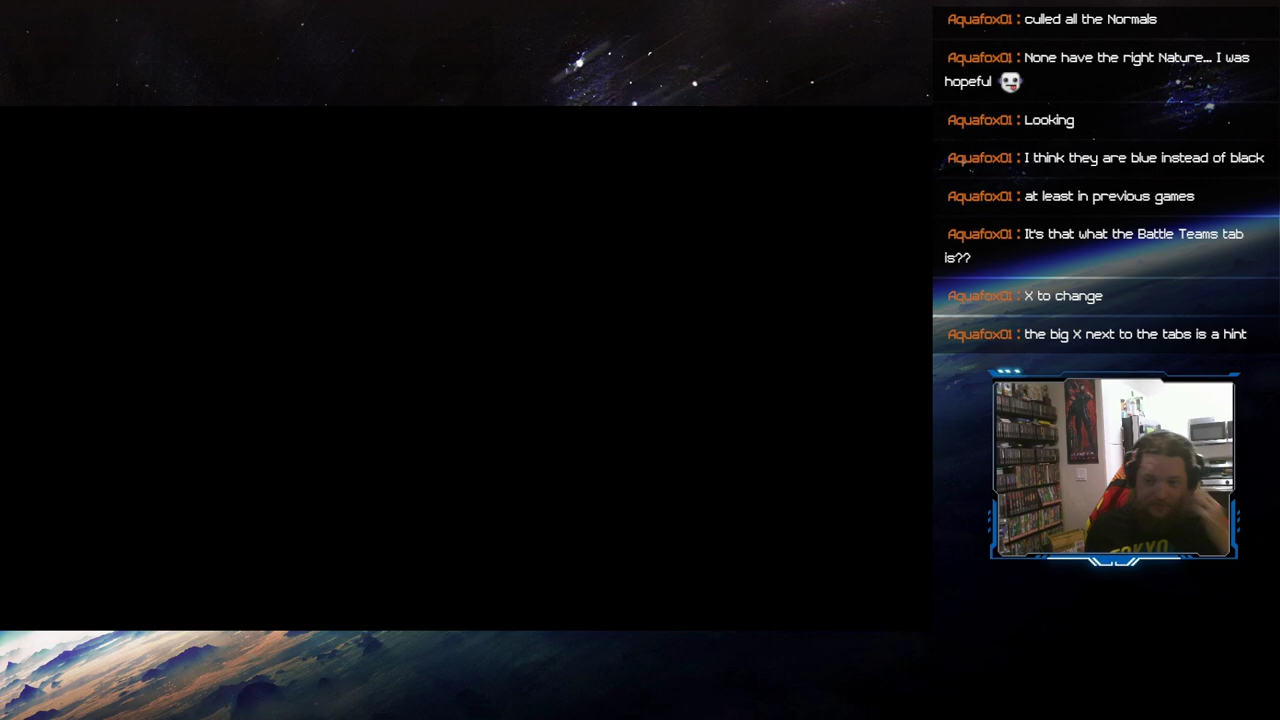 Aquafox01 : culled all the Normals
Aquafox01 : None have the right Nature... I was
hopeful
Aquafox01 : Looking
Aquafox01 : I think they are blue instead of black
Aquafox01 : at least in previous games
Aquafox01 : It's that what the Battle Teams tab
is??
Aquafox01 : X to change
Aquafox01 : the big X next to the tabs is a hint
TOKYO